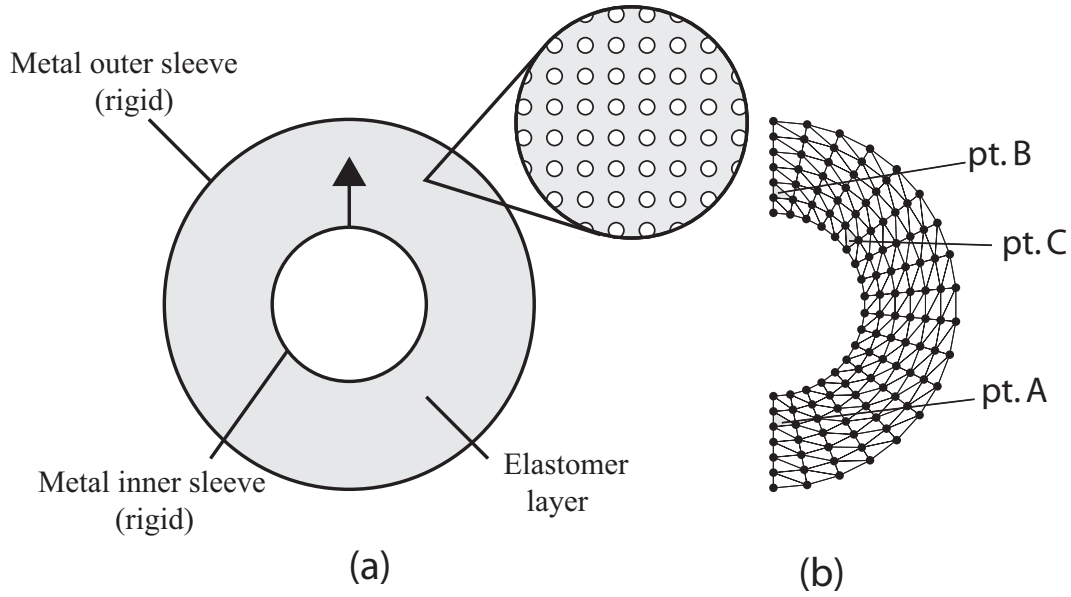 Metal outer sleeve
(rigid)
pt. B
pt. C
pt. A
Metal inner sleeve
(rigid)
Elastomer
layer
(a)
(b)